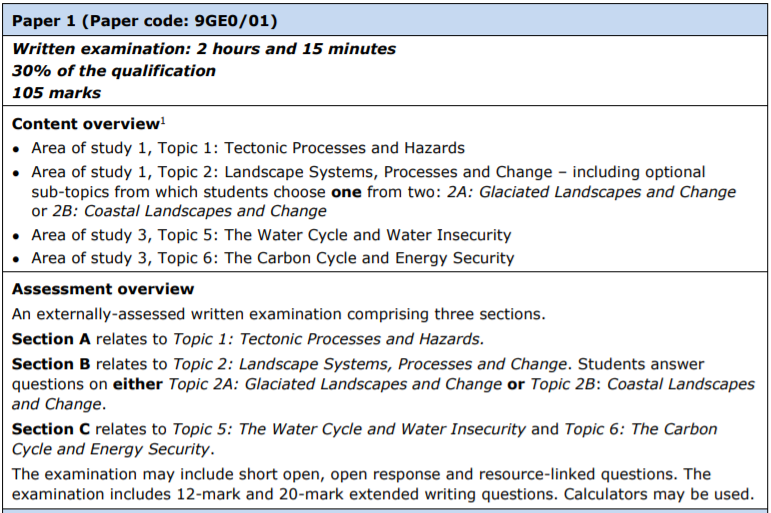 Paper 1 (Paper code: 9GE0/01)
Written examination: 2 hours and 15 minutes
30% of the qualification
105 marks
Content overview¹
● Area of study 1, Topic 1: Tectonic Processes and Hazards
● Area of study 1, Topic 2: Landscape Systems, Processes and Change – including optional
sub-topics from which students choose one from two: 2A: Glaciated Landscapes and Change
or 2B: Coastal Landscapes and Change
● Area of study 3, Topic 5: The Water Cycle and Water Insecurity
● Area of study 3, Topic 6: The Carbon Cycle and Energy Security
Assessment overview
An externally-assessed written examination comprising three sections.
Section A relates to Topic 1: Tectonic Processes and Hazards.
Section B relates to Topic 2: Landscape Systems, Processes and Change. Students answer
questions on either Topic 2A: Glaciated Landscapes and Change or Topic 2B: Coastal Landscapes
and Change.
Section C relates to Topic 5: The Water Cycle and Water Insecurity and Topic 6: The Carbon
Cycle and Energy Security.
The examination may include short open, open response and resource-linked questions. The
examination includes 12-mark and 20-mark extended writing questions. Calculators may be used.